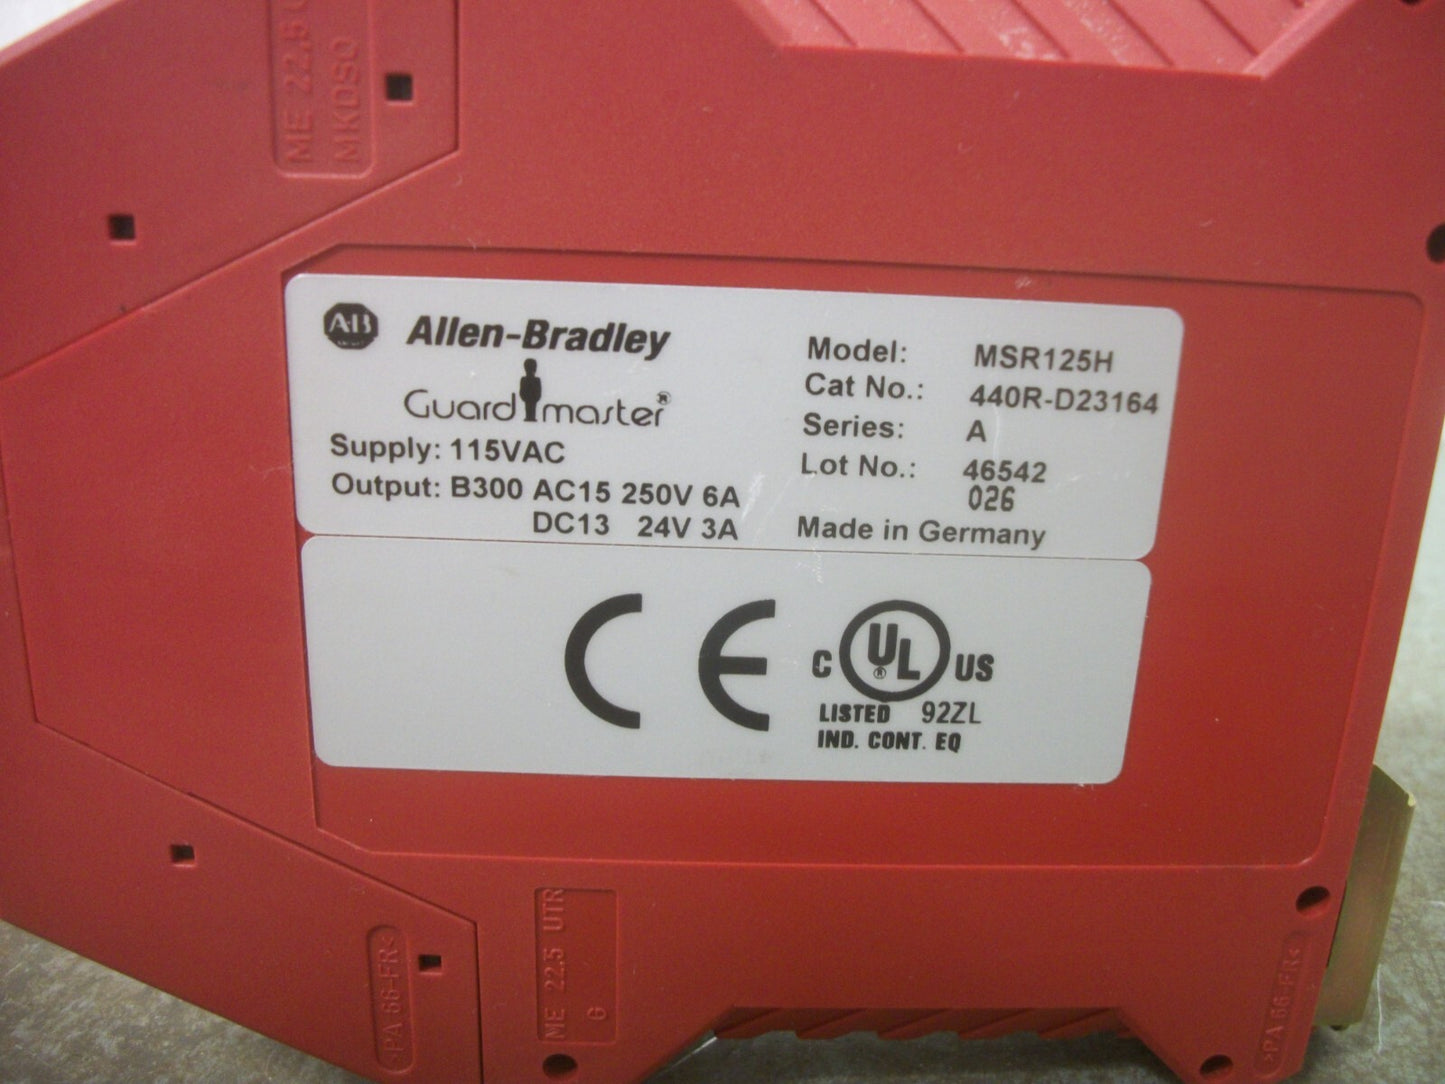 ME 22,5 U
MKDSO
AB Allen-Bradley
Guardmaster®
Supply: 115VAC
Output: B300 AC15 250V 6A
DC13 24V 3A
Model: MSR125H
Cat No.: 440R-D23164
Series: A
Lot No.: 46542
026
Made in Germany
CE
C UL® US
LISTED 92ZL
IND. CONT. EQ
>PA 66-FR<
ME 22,5 UTR
G
>PA 66-FR<